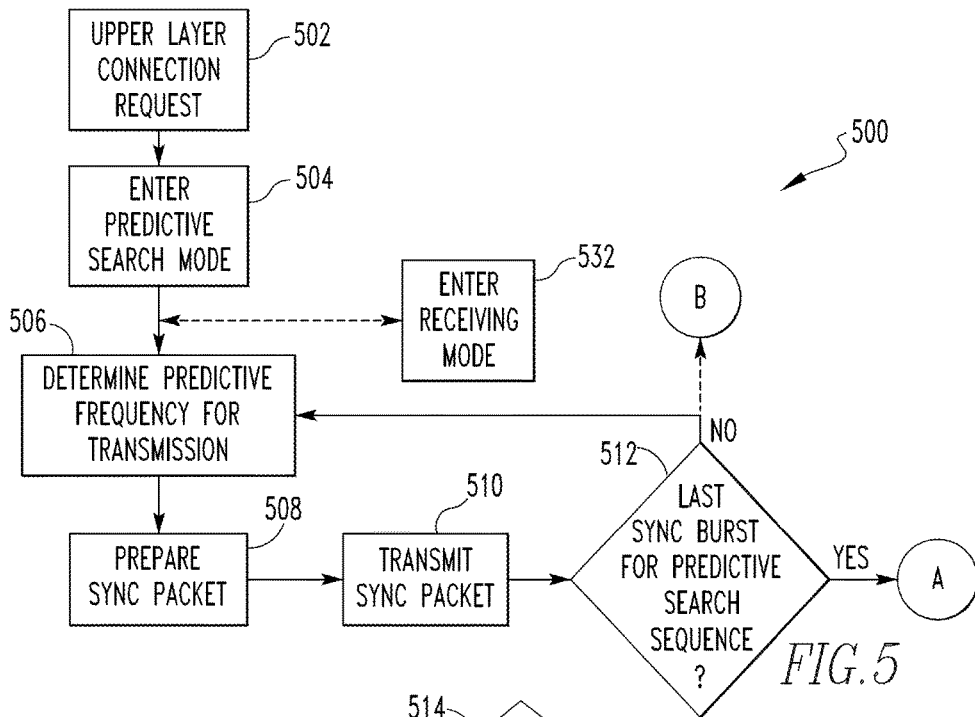 UPPER LAYER
CONNECTION
REQUEST
502
500
ENTER
PREDICTIVE
SEARCH MODE
504
ENTER
RECEIVING
MODE
532
B
506
DETERMINE PREDICTIVE
FREQUENCY FOR
TRANSMISSION
NO
512
508
PREPARE
SYNC PACKET
510
TRANSMIT
SYNC PACKET
LAST
SYNC BURST
FOR PREDICTIVE
SEARCH
SEQUENCE
?
YES
A
FIG.5
514